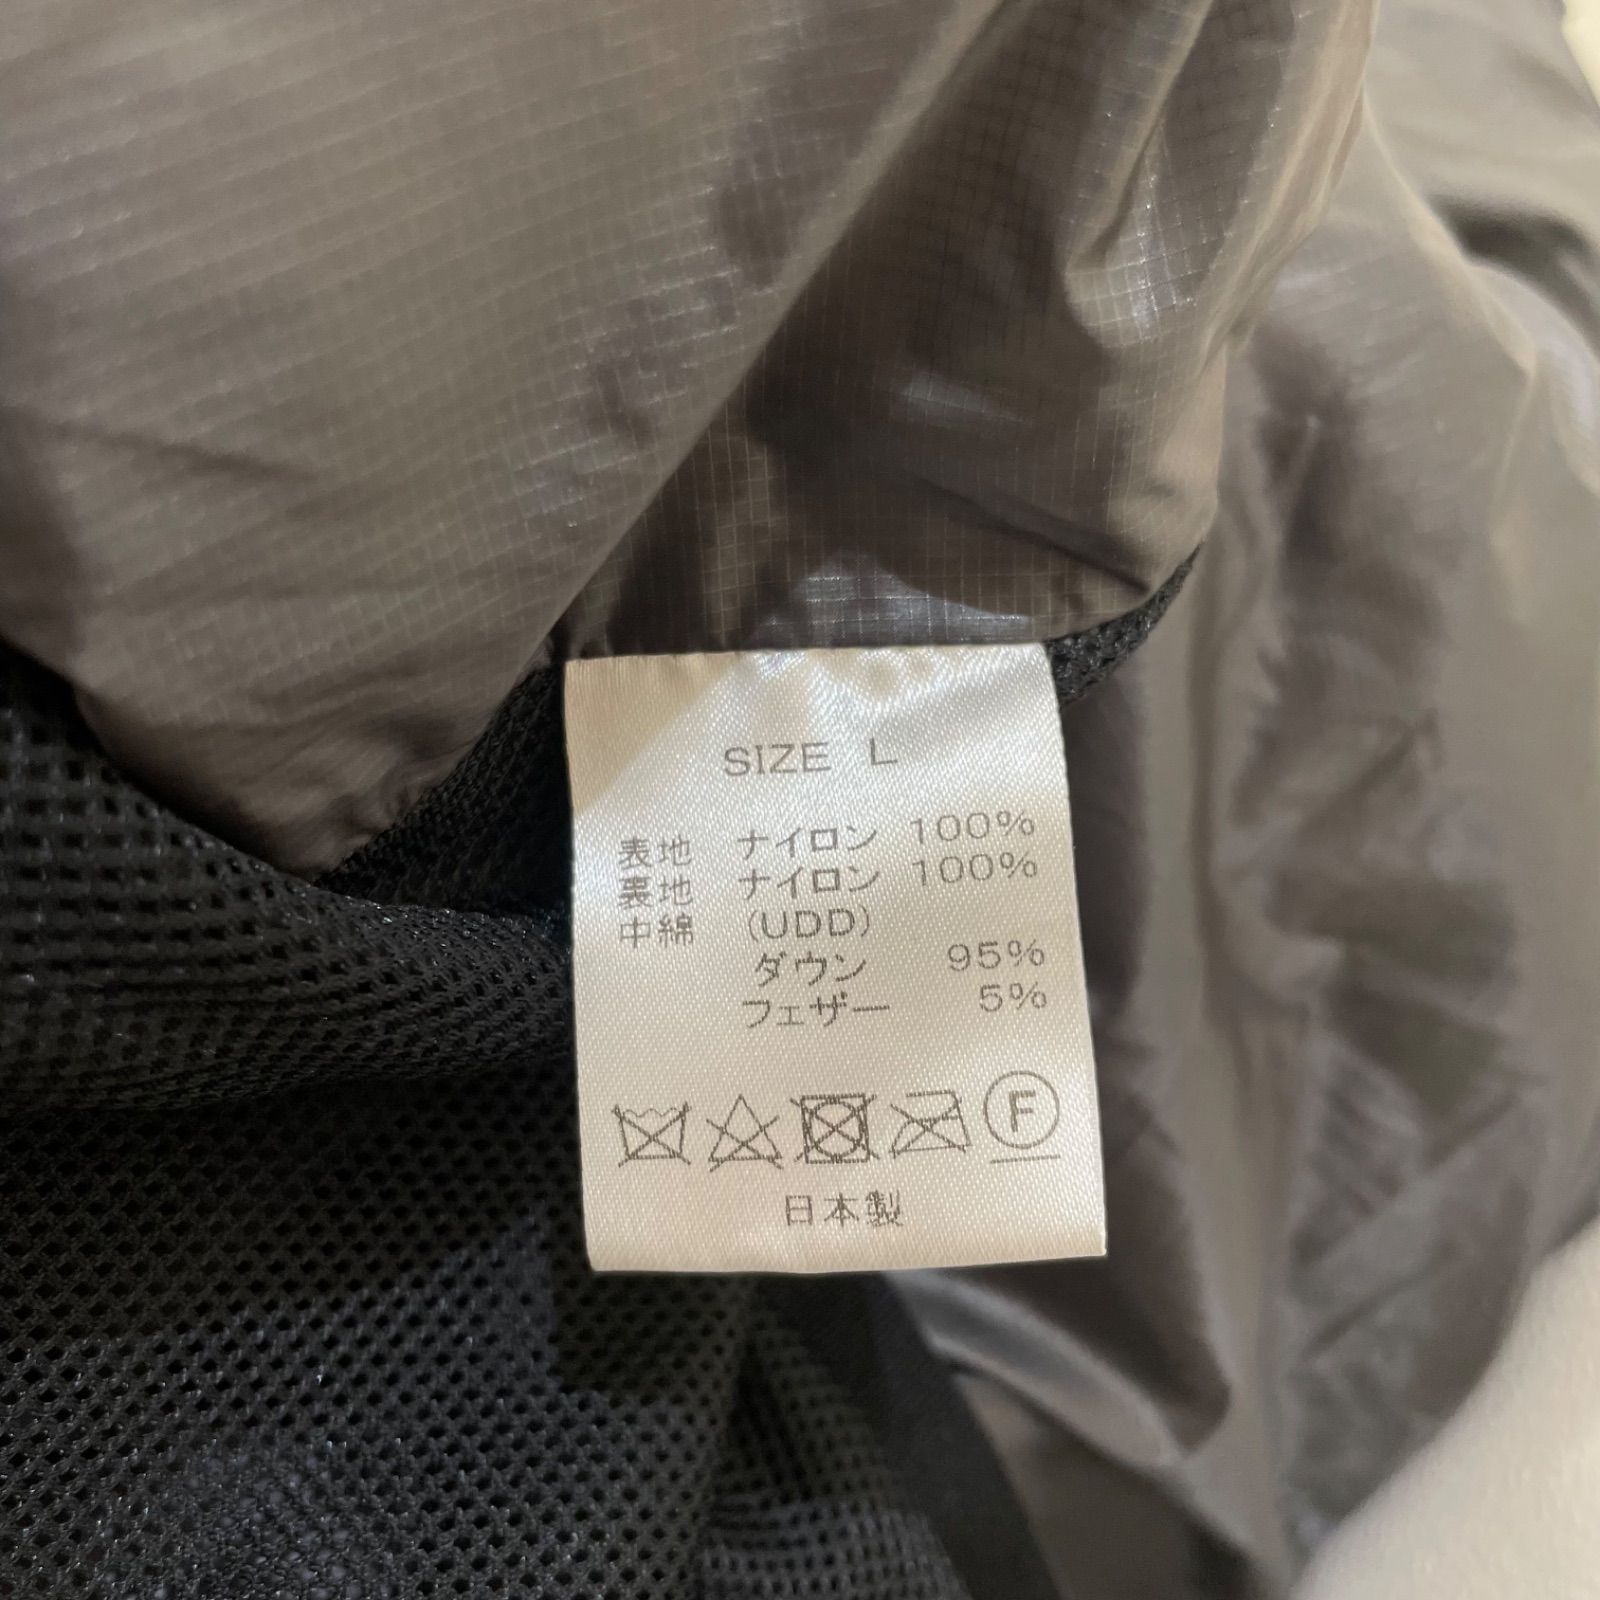 SIZE L
表地 ナイロン 100%
裏地 ナイロン 100%
中綿 (UDD)
ダウン 95%
フェザー 5%
F
日本製